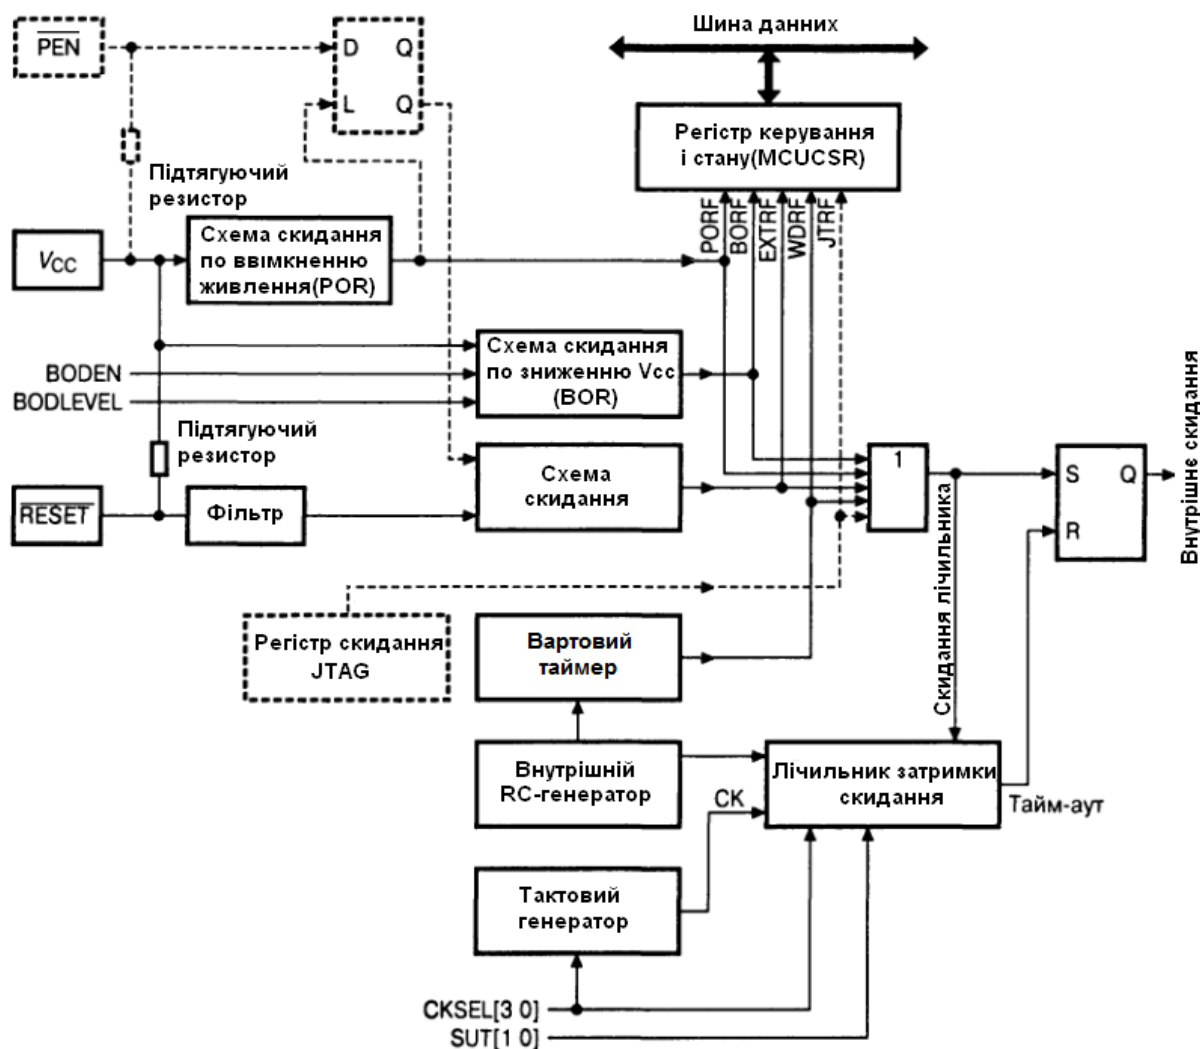 PEN
D Q
L Q
Шина данних
Регістр керування
і стану(MCUCSR)
Підтягуючий
резистор
PORF
BORF
EXTRF
WDRF
JTRF
VCC
Схема скидання
по ввімкненню
живлення(POR)
Схема скидання
по зниженню Vcc
(BOR)
BODEN
BODLEVEL
Підтягуючий
резистор
RESET
Фільтр
Схема
скидання
1
S Q
R
Внутрішнє скидання
Скидання лічильника
Регістр скидання
JTAG
Вартовий
таймер
Внутрішній
RC-генератор
CK
Лічильник затримки
скидання
Тайм-аут
Тактовий
генератор
CKSEL[3 0]
SUT[1 0]